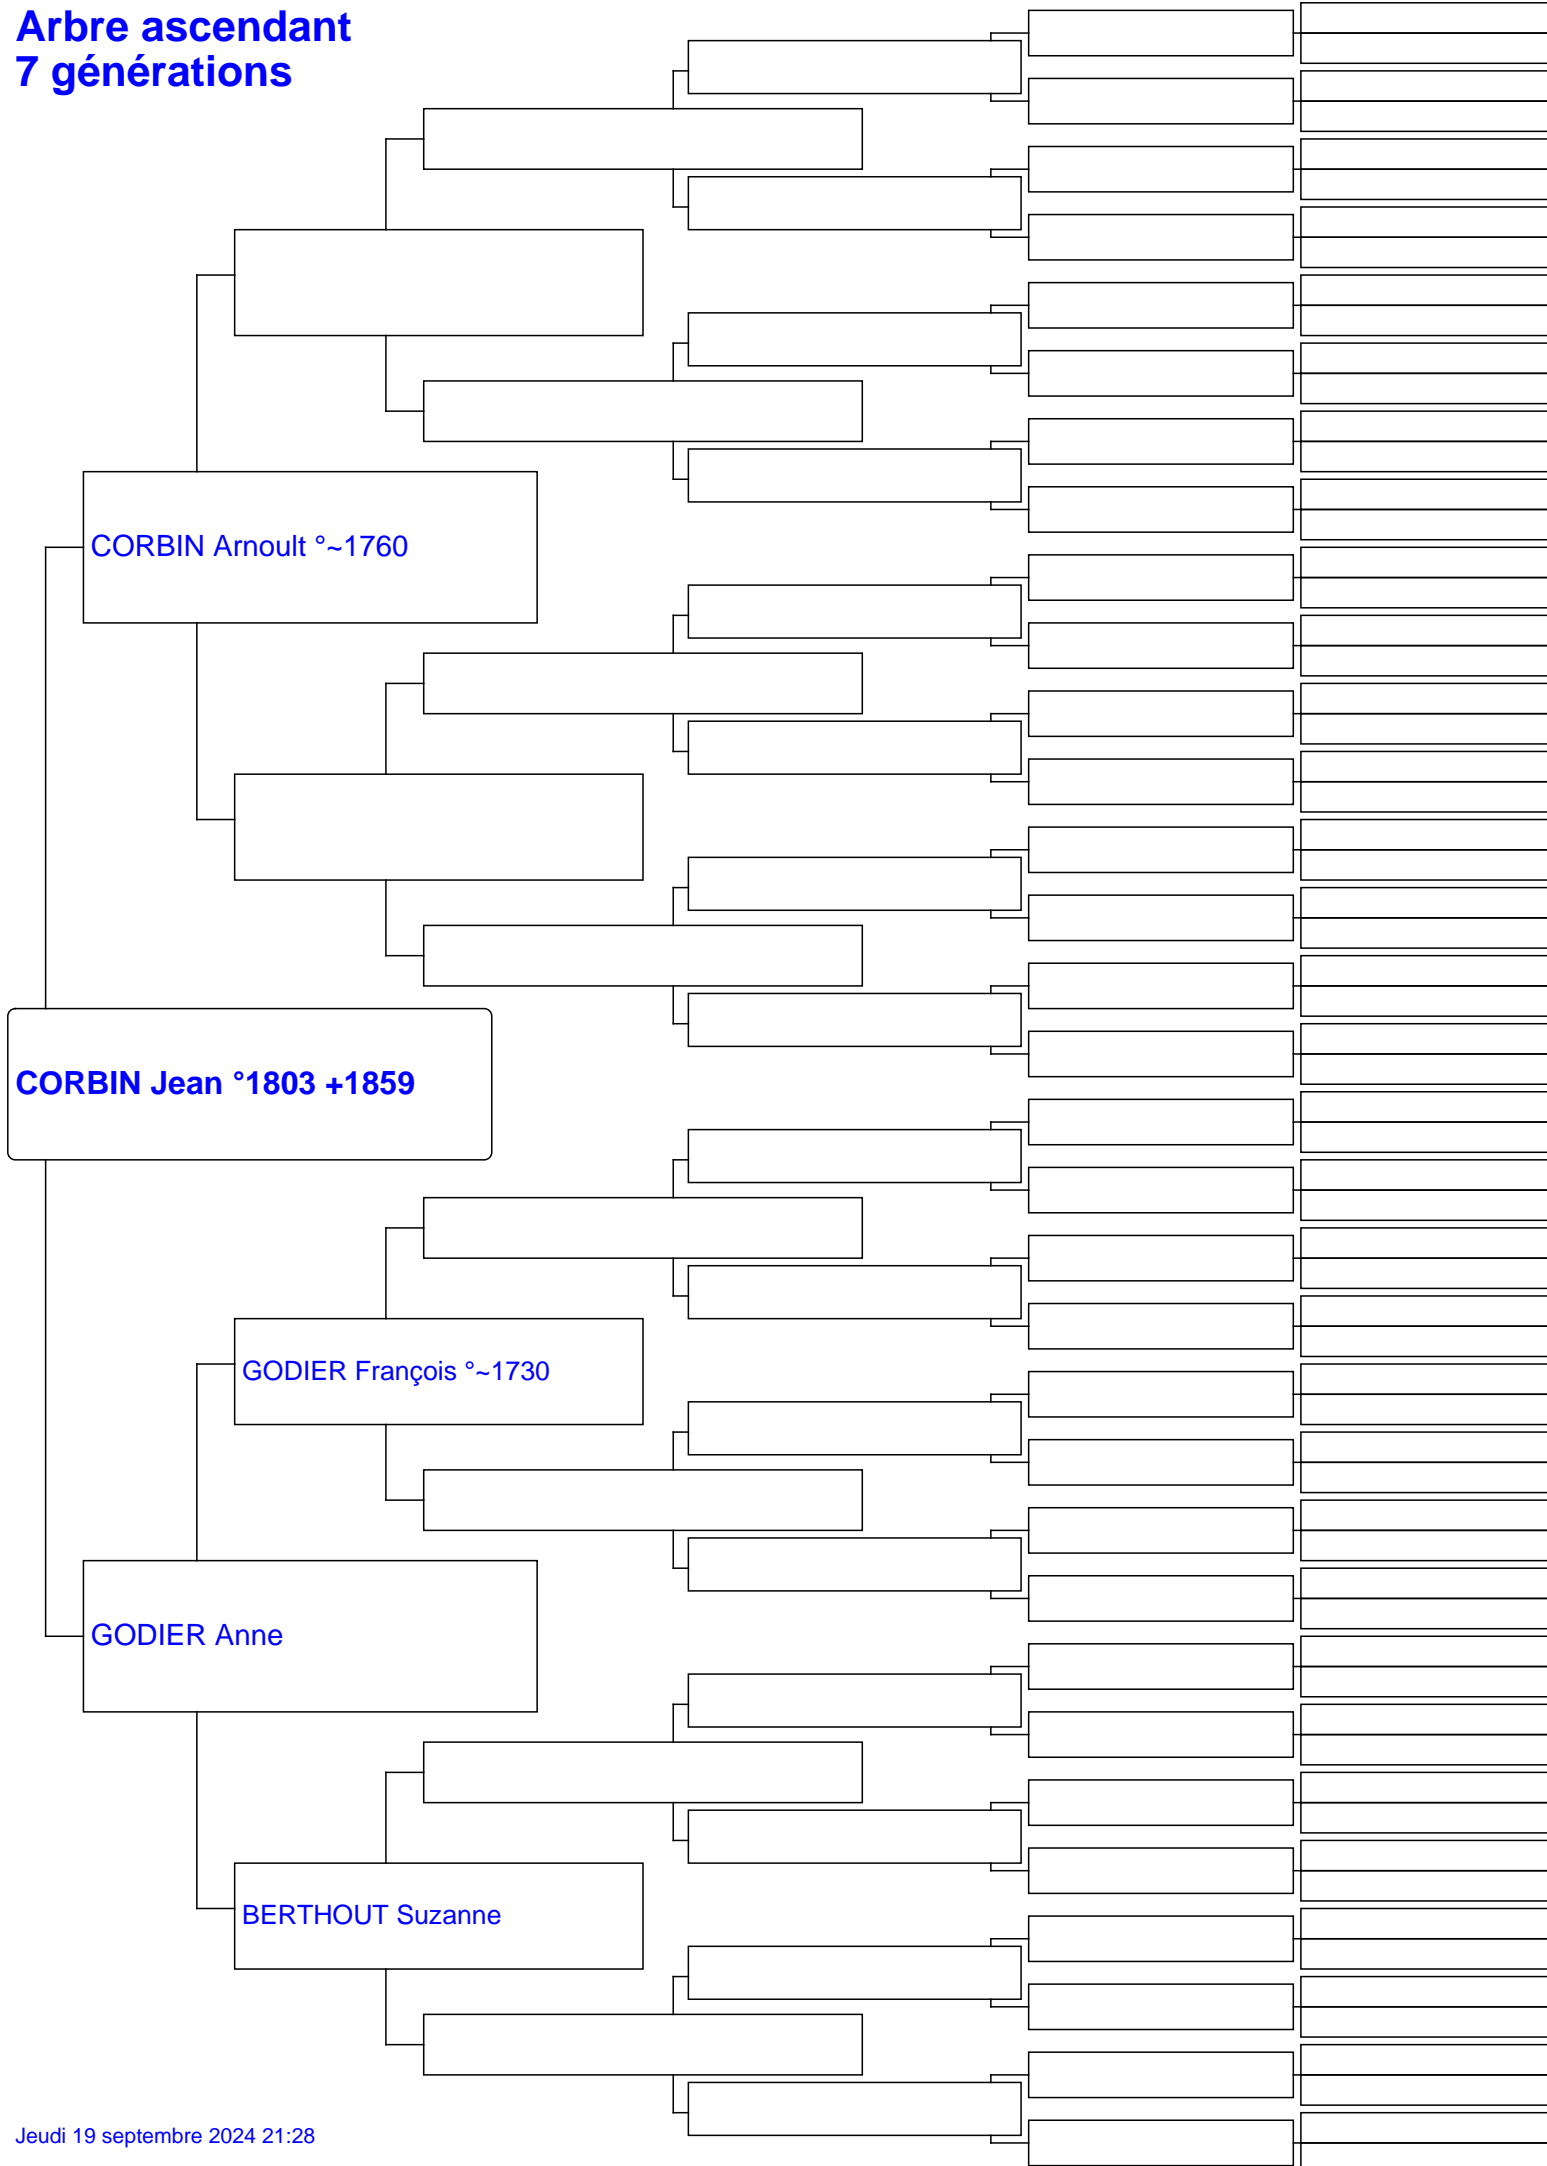 Arbre ascendant
7 générations
CORBIN Arnoult °~1760
CORBIN Jean °1803 +1859
GODIER François °~1730
GODIER Anne
BERTHOUT Suzanne
Jeudi 19 septembre 2024 21:28